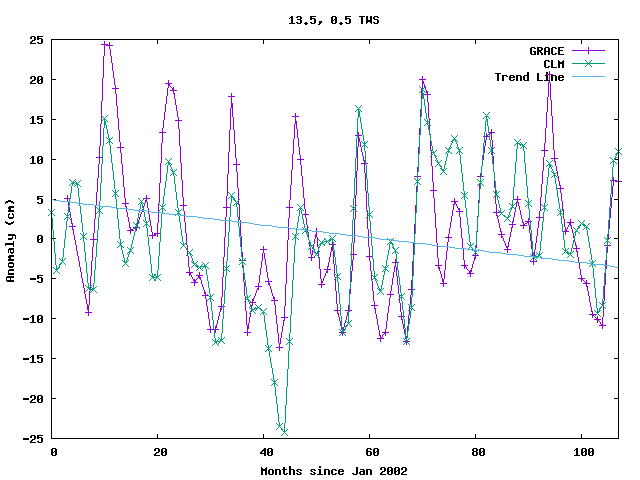 13.5, 0.5 TWS
GRACE
CLM
Trend Line
Anomaly (cm)
25
20
15
10
5
0
-5
-10
-15
-20
-25
0 20 40 60 80 100
Months since Jan 2002